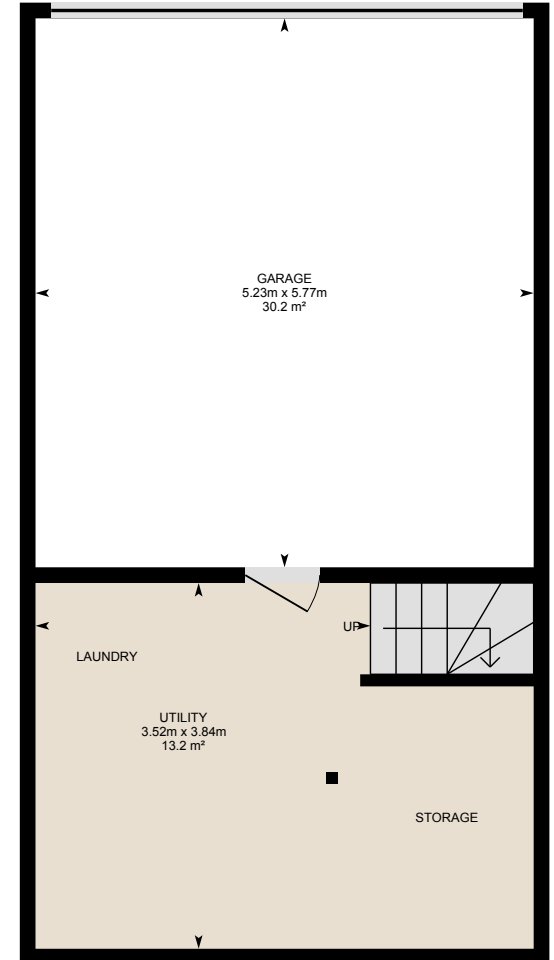 GARAGE
5.23m x 5.77m
30.2 m²
UP
LAUNDRY
UTILITY
3.52m x 3.84m
13.2 m²
STORAGE